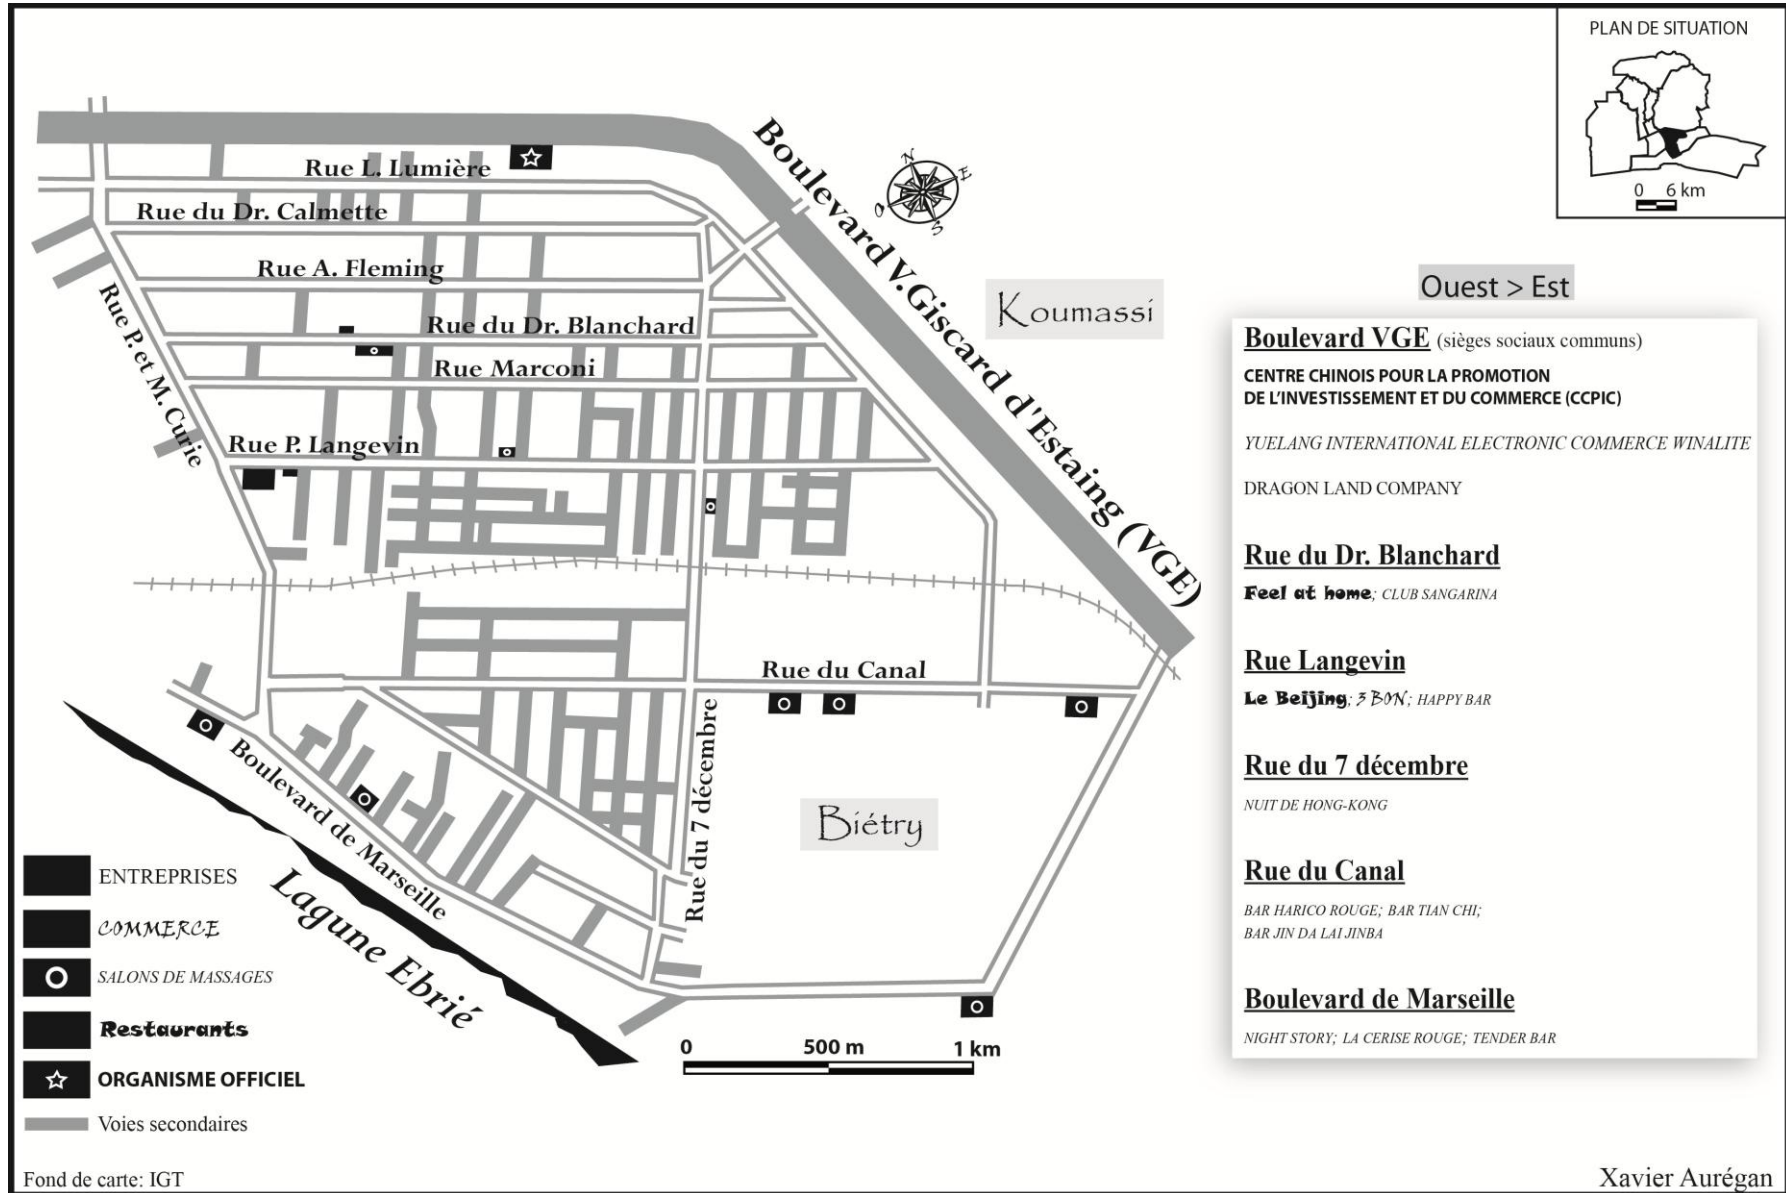 PLAN DE SITUATION
0 6 km
N
E
S
O
Boulevard V.Giscard d'Estaing (VGE)
Rue L. Lumière
Rue du Dr. Calmette
Rue A. Fleming
Rue du Dr. Blanchard
Rue Marconi
Rue P. et M. Curie
Rue P. Langevin
Koumassi
Rue du Canal
Rue du 7 décembre
Biétry
Boulevard de Marseille
Lagune Ebrié
0 500 m 1 km
Ouest > Est
Boulevard VGE (sièges sociaux communs)
CENTRE CHINOIS POUR LA PROMOTION
DE L'INVESTISSEMENT ET DU COMMERCE (CCPIC)
YUELANG INTERNATIONAL ELECTRONIC COMMERCE WINALITE
DRAGON LAND COMPANY
Rue du Dr. Blanchard
Feel at home; CLUB SANGARINA
Rue Langevin
Le Beijing; 3 BON; HAPPY BAR
Rue du 7 décembre
NUIT DE HONG-KONG
Rue du Canal
BAR HARICO ROUGE; BAR TIAN CHI;
BAR JIN DA LAI JINBA
Boulevard de Marseille
NIGHT STORY; LA CERISE ROUGE; TENDER BAR
ENTREPRISES
COMMERCE
SALONS DE MASSAGES
Restaurants
ORGANISME OFFICIEL
Voies secondaires
Fond de carte: IGT
Xavier Aurégan